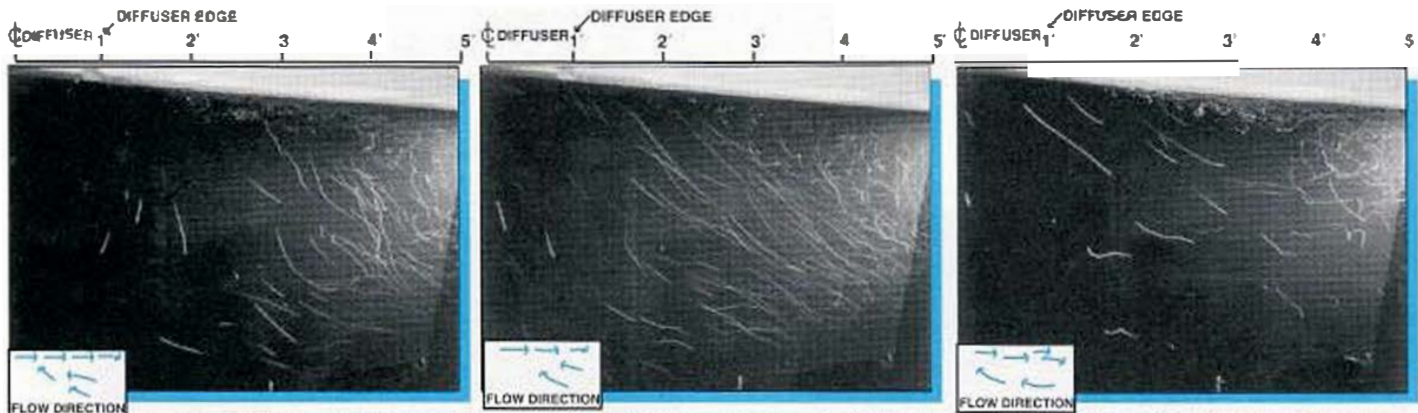 DIFFUSER EDGE
℄ DIFFUSER 1' 2' 3 4' 5'
FLOW DIRECTION
DIFFUSER EDGE
℄ DIFFUSER 1' 2' 3' 4 5'
FLOW DIRECTION
DIFFUSER EDGE
℄ DIFFUSER 1' 2' 3' 4' 5
FLOW DIRECTION